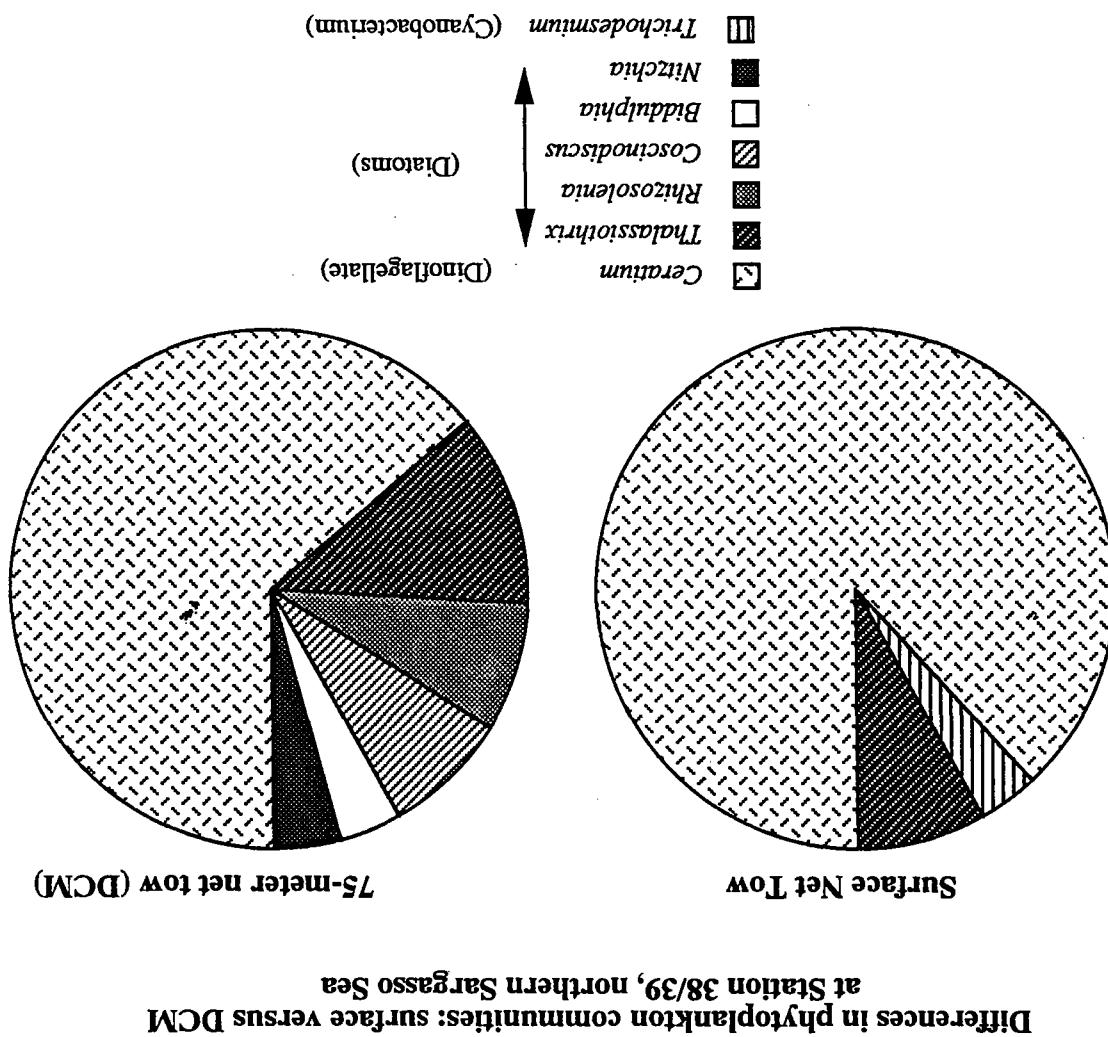 Differences in phytoplankton communities: surface versus DCM
at Station 38/39, northern Sargasso Sea
Surface Net Tow
75-meter net tow (DCM)
Ceratium (Dinoflagellate)
Thalassiothrix
Rhizosolenia
Coscinodiscus
(Diatoms)
Biddulphia
Nitzchia
Trichodesmium (Cyanobacterium)